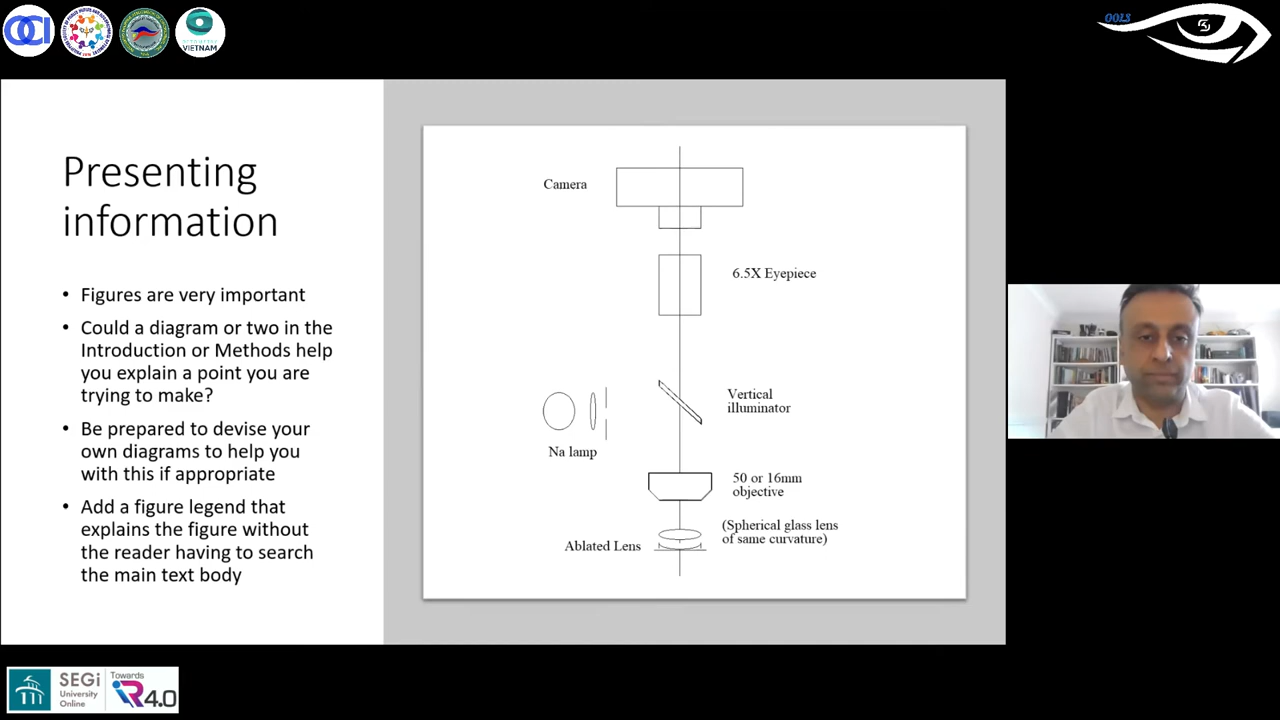 OCI
VIETNAM
OOLS
Presenting
information
• Figures are very important
• Could a diagram or two in the
Introduction or Methods help
you explain a point you are
trying to make?
• Be prepared to devise your
own diagrams to help you
with this if appropriate
• Add a figure legend that
explains the figure without
the reader having to search
the main text body
Camera
6.5X Eyepiece
Vertical
illuminator
Na lamp
50 or 16mm
objective
(Spherical glass lens
of same curvature)
Ablated Lens
SEGi
University
Online
Towards
iR4.0